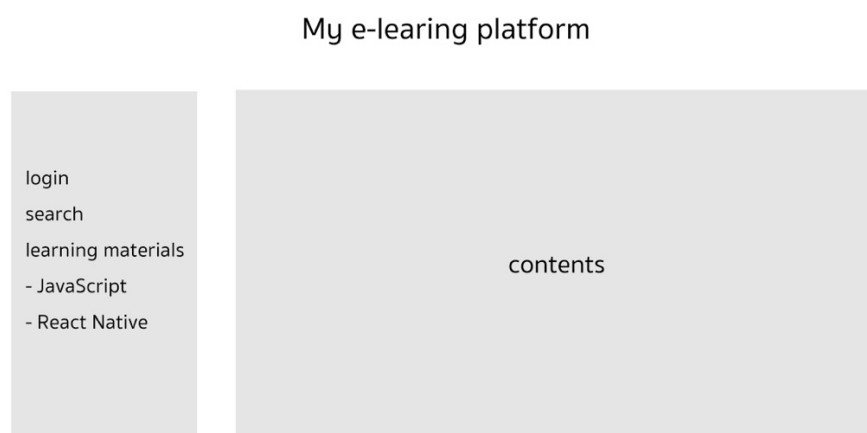 My e-learing platform
login
search
learning materials
- JavaScript
- React Native
contents